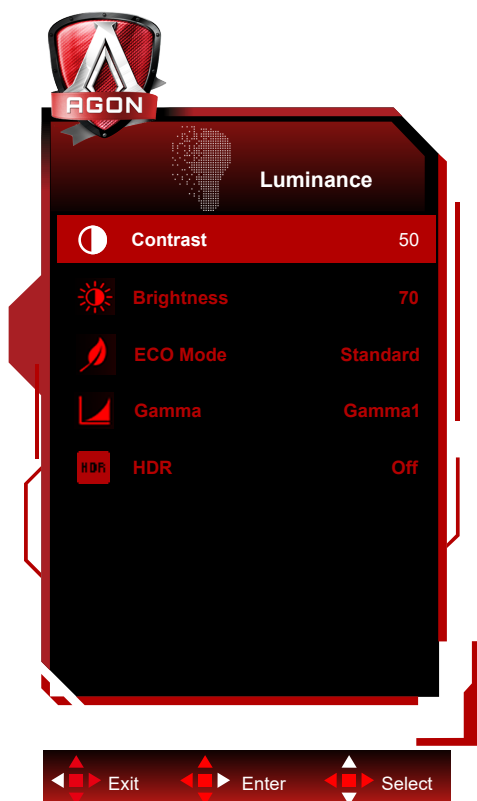 AGON
Luminance
Contrast 50
Brightness 70
ECO Mode Standard
Gamma Gamma1
HDR HDR Off
Exit Enter Select